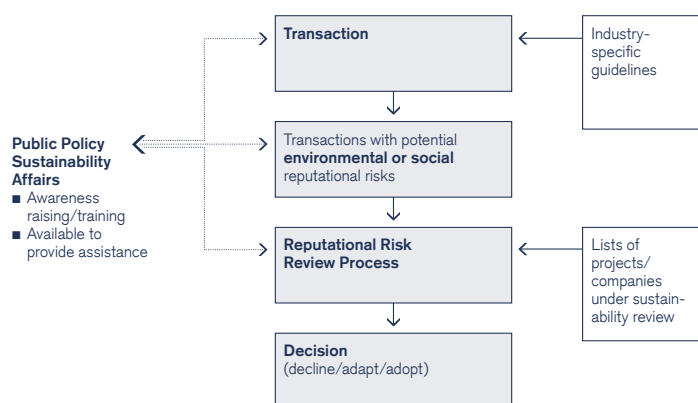 Transaction
Industry-
specific
guidelines
Public Policy
Sustainability
Affairs
■ Awareness
raising/training
■ Available to
provide assistance
Transactions with potential
environmental or social
reputational risks
Reputational Risk
Review Process
Lists of
projects/
companies
under sustain-
ability review
Decision
(decline/adapt/adopt)